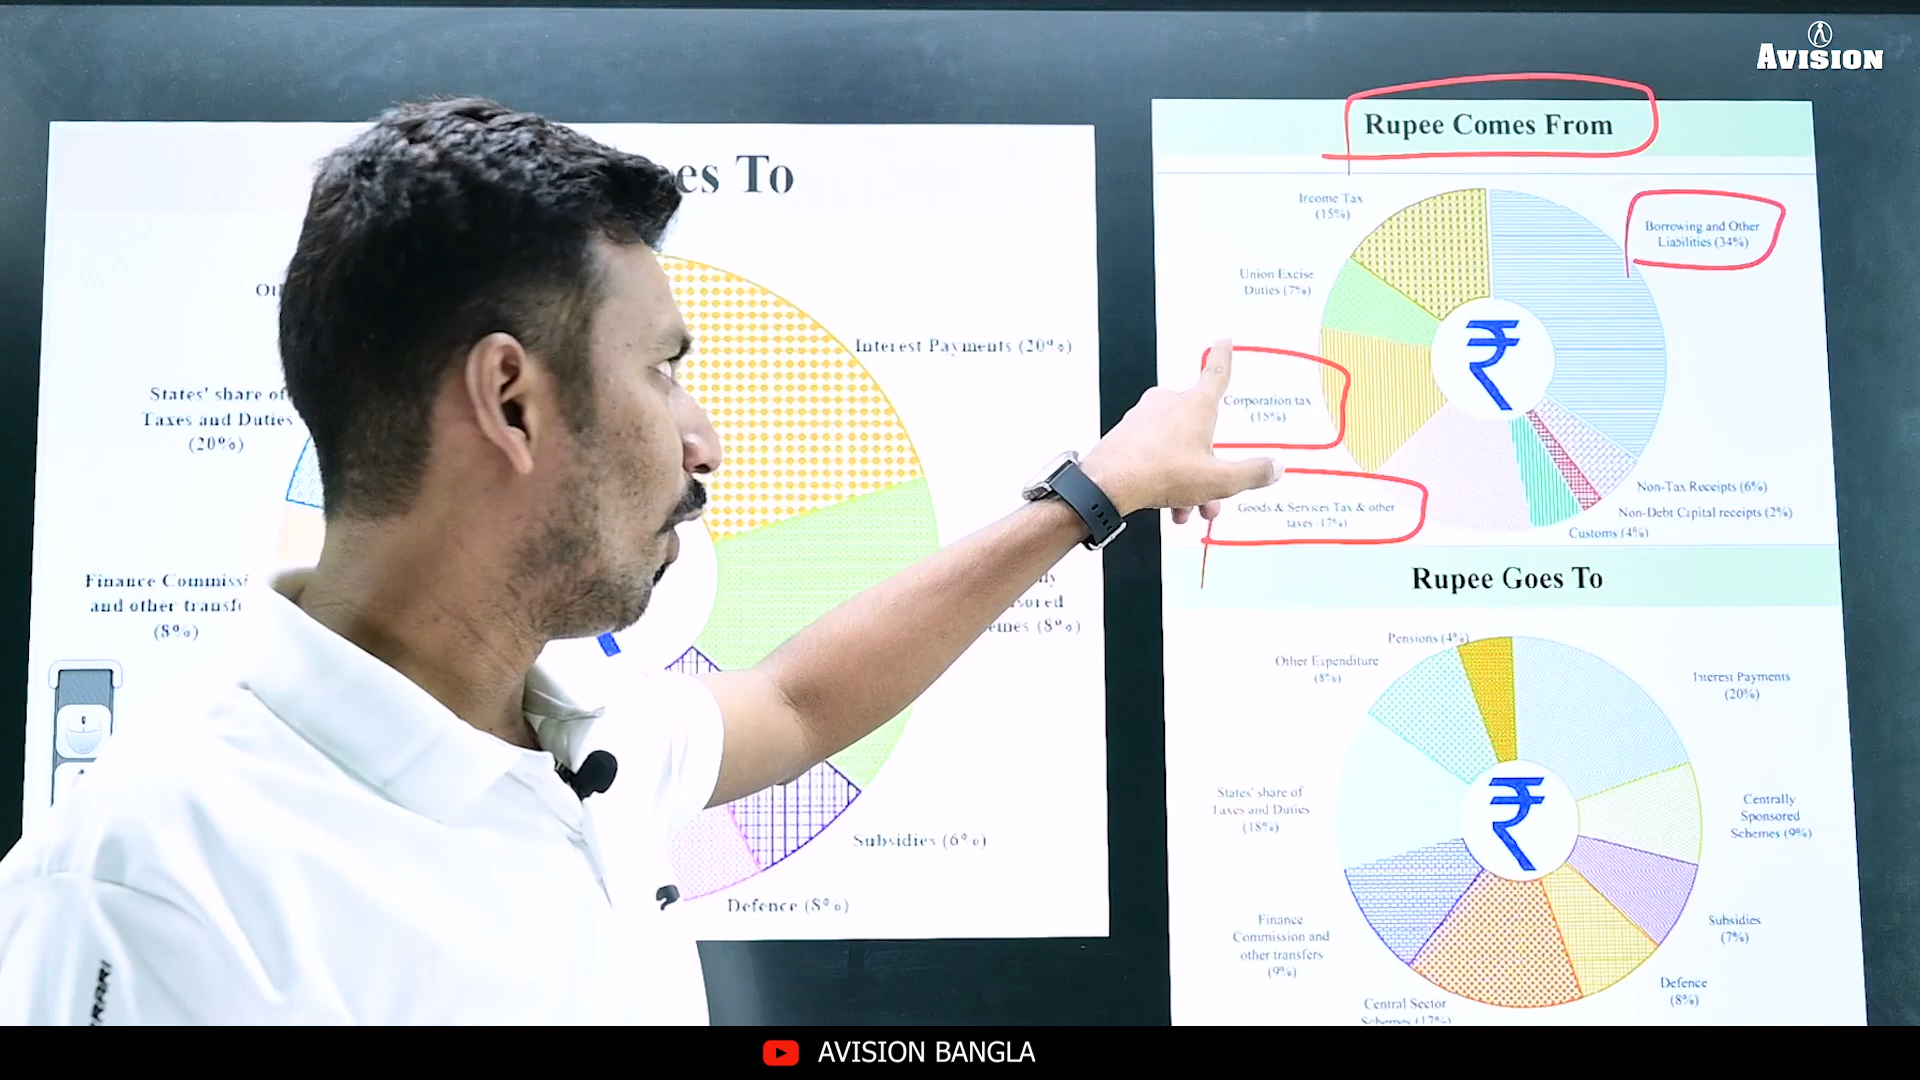 AVISION
es To
Interest Payments (20%)
States' share of
Taxes and Duties
(20%)
and other
(8%)
(8%)
Subsidies (6%)
Defence (8%)
Rupee Comes From
Income Tax
(15%)
Borrowing and Other
Liabilities (34%)
Union Excise
Duties (7%)
Corporation tax
(15%)
Goods & Services Tax & other
taxes (17%)
Non-Tax Receipts (6%)
Non-Debt Capital receipts (2%)
Customs (4%)
₹
Rupee Goes To
Pensions (4%)
Other Expenditure
(8%)
Interest Payments
(20%)
States' share of
Taxes and Duties
(18%)
Centrally
Sponsored
Schemes (9%)
Finance
Commission and
other transfers
(9%)
Subsidies
(7%)
Defence
(8%)
Central Sector
Schemes (17%)
₹
AVISION BANGLA